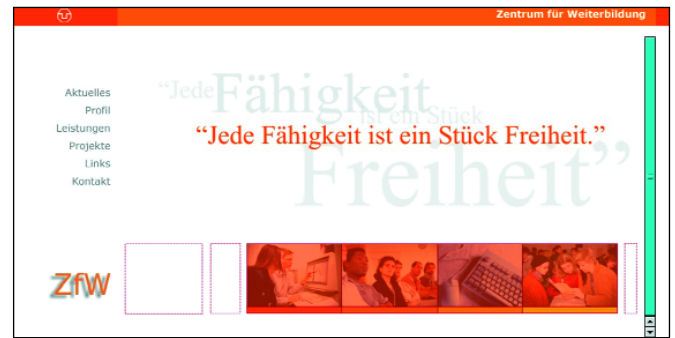 Zentrum für Weiterbildung
Aktuelles
Profil
Leistungen
Projekte
Links
Kontakt
“Jede Fähigkeit ist ein Stück Freiheit”
“Jede Fähigkeit ist ein Stück Freiheit.”
ZfW